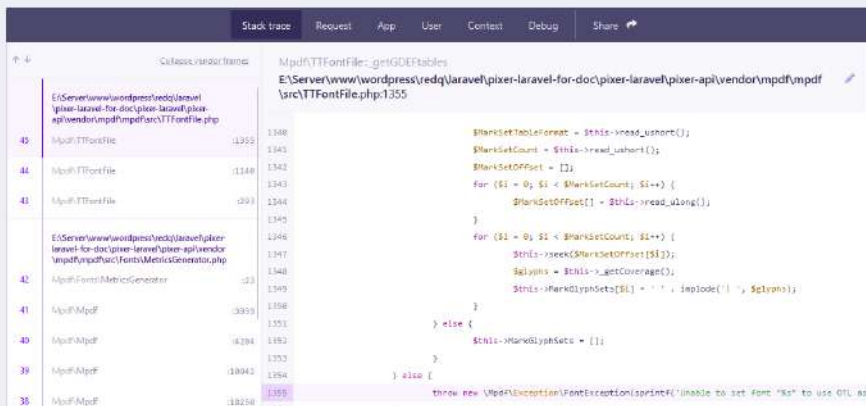 Stack trace Request App User Context Debug Share
Collapse vendor frames
E:\Server\www\wordpress\redq\laravel
\pixer-laravel-for-doc\pixer-laravel\pixer-
api\vendor\mpdf\mpdf\src\TTFontFile.php
45 Mpdf\TTFontFile :1355
44 Mpdf\TTFontFile :1140
43 Mpdf\TTFontFile :293
E:\Server\www\wordpress\redq\laravel\pixer-
laravel-for-doc\pixer-laravel\pixer-api\vendor
\mpdf\mpdf\src\Fonts\MetricsGenerator.php
42 Mpdf\Fonts\MetricsGenerator :23
41 Mpdf\Mpdf
40 Mpdf\Mpdf :4204
39 Mpdf\Mpdf :18041
38 Mpdf\Mpdf :18250
Mpdf\TTFontFile::_getGDEFtables
E:\Server\www\wordpress\redq\laravel\pixer-laravel-for-doc\pixer-laravel\pixer-api\vendor\mpdf\mpdf
\src\TTFontFile.php:1355
1340 $MarkSetTableFormat = $this->read_ushort();
1341 $MarkSetCount = $this->read_ushort();
1342 $MarkSetOffset = [];
1343 for ($i = 0; $i < $MarkSetCount; $i++) {
1344 $MarkSetOffset[] = $this->read_ulong();
1345 }
1346 for ($i = 0; $i < $MarkSetCount; $i++) {
1347 $this->seek($MarkSetOffset[$i]);
1348 $glyphs = $this->_getCoverage();
1349 $this->MarkGlyphSets[$i] = ' ' . implode('| ', $glyphs);
1350 }
1351 } else {
1352 $this->MarkGlyphSets = [];
1353 }
1354 } else {
1355 throw new \Mpdf\Exception\FontException(sprintf('Unable to set font "%s" to use OTL as